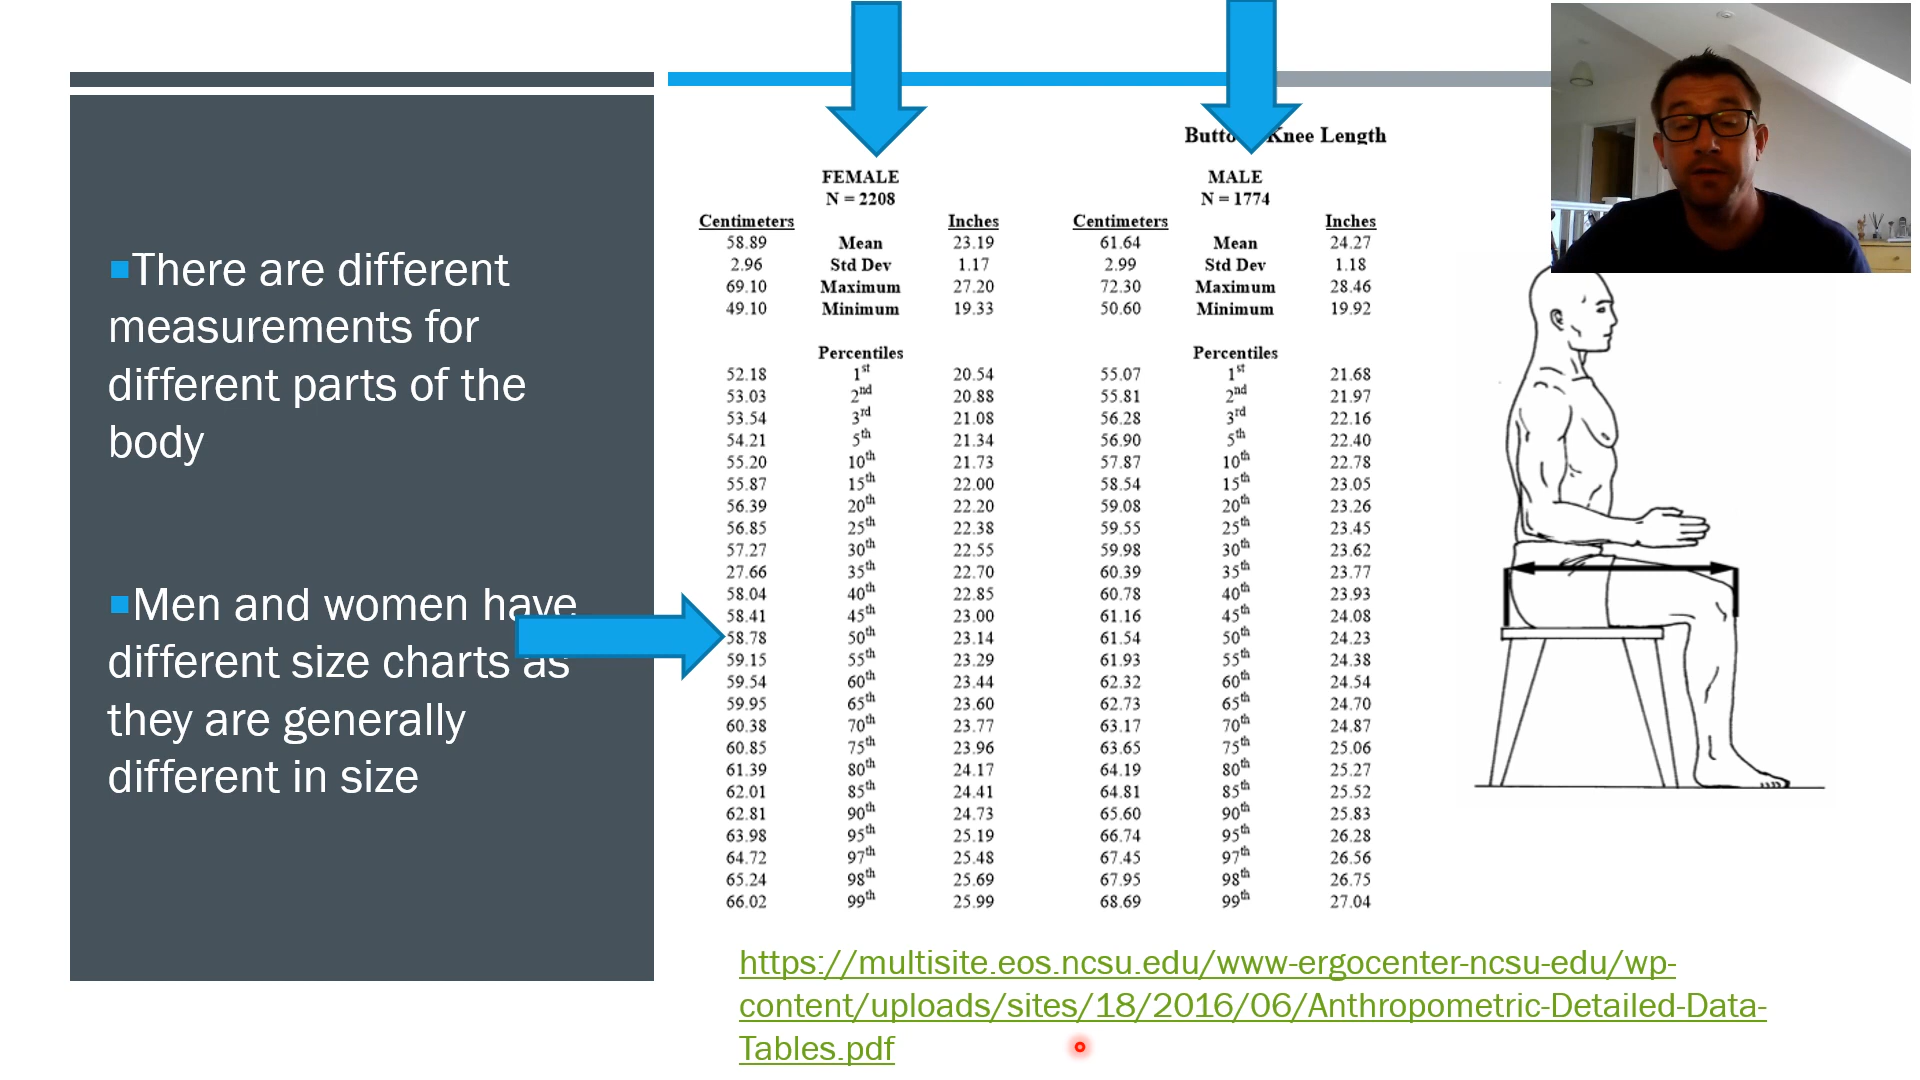 There are different
measurements for
different parts of the
body
Men and women have
different size charts as
they are generally
different in size
Knee Length
FEMALE
N = 2208
MALE
N = 1774
Centimeters Inches Centimeters Inches
58.89 Mean 23.19 61.64 Mean 24.27
2.96 Std Dev 1.17 2.99 Std Dev 1.18
69.10 Maximum 27.20 72.30 Maximum 28.46
49.10 Minimum 19.33 50.60 Minimum 19.92
Percentiles Percentiles
52.18 1st 20.54 55.07 1st 21.68
53.03 2nd 20.88 55.81 2nd 21.97
53.54 3rd 21.08 56.28 3rd 22.16
54.21 5th 21.34 56.90 5th 22.40
55.20 10th 21.73 57.87 10th 22.78
55.87 15th 22.00 58.54 15th 23.05
56.39 20th 22.20 59.08 20th 23.26
56.85 25th 22.38 59.55 25th 23.45
57.27 30th 22.55 59.98 30th 23.62
27.66 35th 22.70 60.39 35th 23.77
58.04 40th 22.85 60.78 40th 23.93
58.41 45th 23.00 61.16 45th 24.08
58.78 50th 23.14 61.54 50th 24.23
59.15 55th 23.29 61.93 55th 24.38
59.54 60th 23.44 62.32 60th 24.54
59.95 65th 23.60 62.73 65th 24.70
60.38 70th 23.77 63.17 70th 24.87
60.85 75th 23.96 63.65 75th 25.06
61.39 80th 24.17 64.19 80th 25.27
62.01 85th 24.41 64.81 85th 25.52
62.81 90th 24.73 65.60 90th 25.83
63.98 95th 25.19 66.74 95th 26.28
64.72 97th 25.48 67.45 97th 26.56
65.24 98th 25.69 67.95 98th 26.75
66.02 99th 25.99 68.69 99th 27.04
https://multisite.eos.ncsu.edu/www-ergocenter-ncsu-edu/wp-
content/uploads/sites/18/2016/06/Anthropometric-Detailed-Data-
Tables.pdf